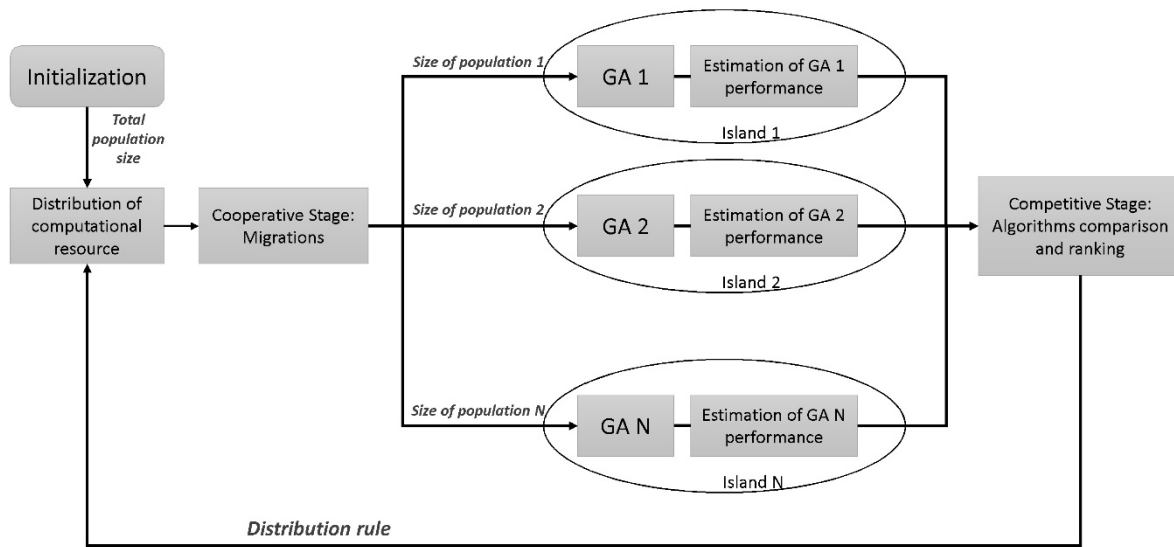 Initialization
Total
population
size
Distribution of
computational
resource
Cooperative Stage:
Migrations
Size of population 1
GA 1
Estimation of GA 1
performance
Island 1
Size of population 2
GA 2
Estimation of GA 2
performance
Island 2
Size of population N
GA N
Estimation of GA N
performance
Island N
Competitive Stage:
Algorithms comparison
and ranking
Distribution rule